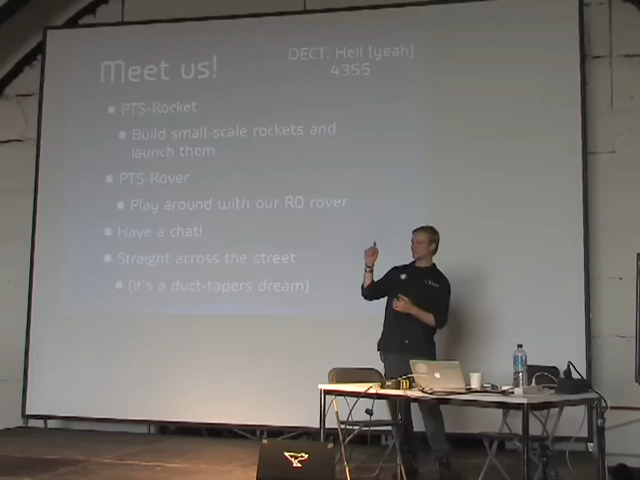 Meet us!
DECT: Hell (yeah)
4355
PTS-Rocket
Build small-scale rockets and
launch them
PTS-Rover
Play around with our R0 rover
Have a chat!
Straight across the street
(it's a duct-tapers dream)